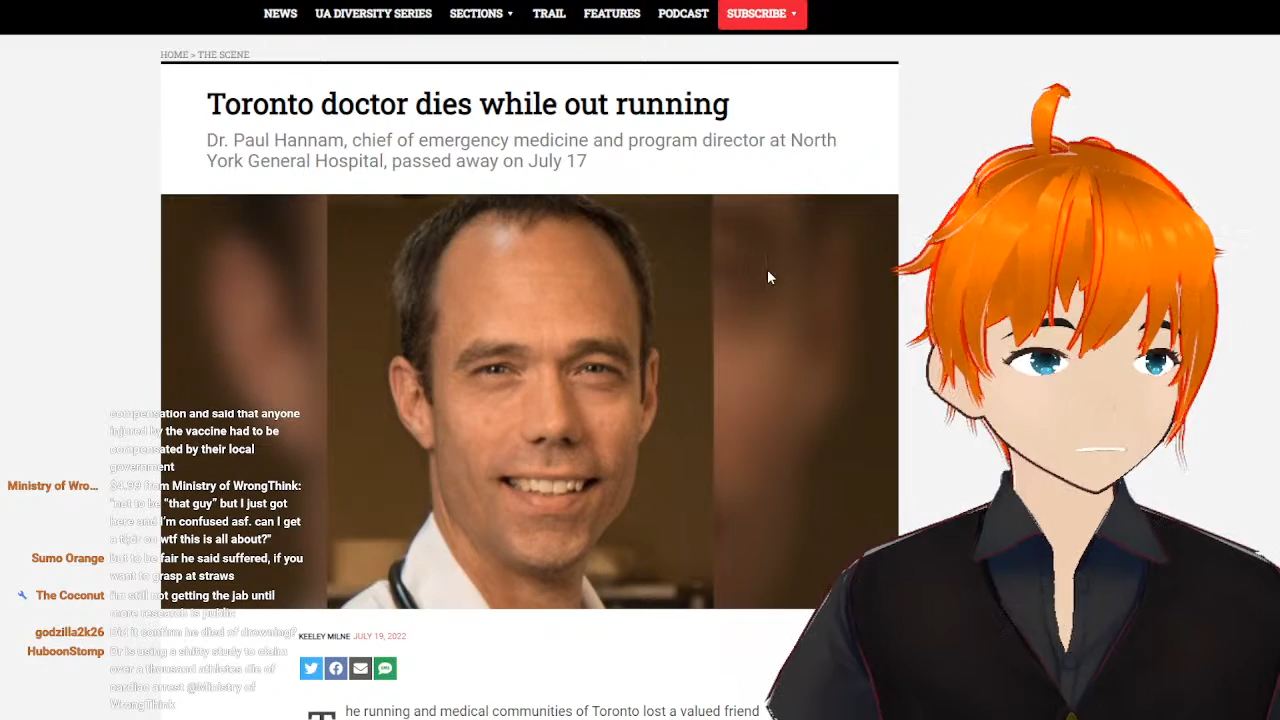 NEWS UA DIVERSITY SERIES SECTIONS TRAIL FEATURES PODCAST SUBSCRIBE
HOME > THE SCENE
Toronto doctor dies while out running
Dr. Paul Hannam, chief of emergency medicine and program director at North
York General Hospital, passed away on July 17
compensation and said that anyone
injured by the vaccine had to be
compensated by their local
government
Ministry of Wro... $4.99 from Ministry of WrongThink:
"not to be "that guy" but I just got
here and I'm confused asf. can I get
a tl;dr on wtf this is all about?"
Sumo Orange but to be fair he said suffered, if you
want to grasp at straws
The Coconut i'm still not getting the jab until
more research is public
godzilla2k26 Did it confirm he died of drowning?
HuboonStomp Dr is using a shitty study to claim
over a thousand athletes die of
cardiac arrest @Ministry of
WrongThink
KEELEY MILNE JULY 19, 2022
The running and medical communities of Toronto lost a valued friend